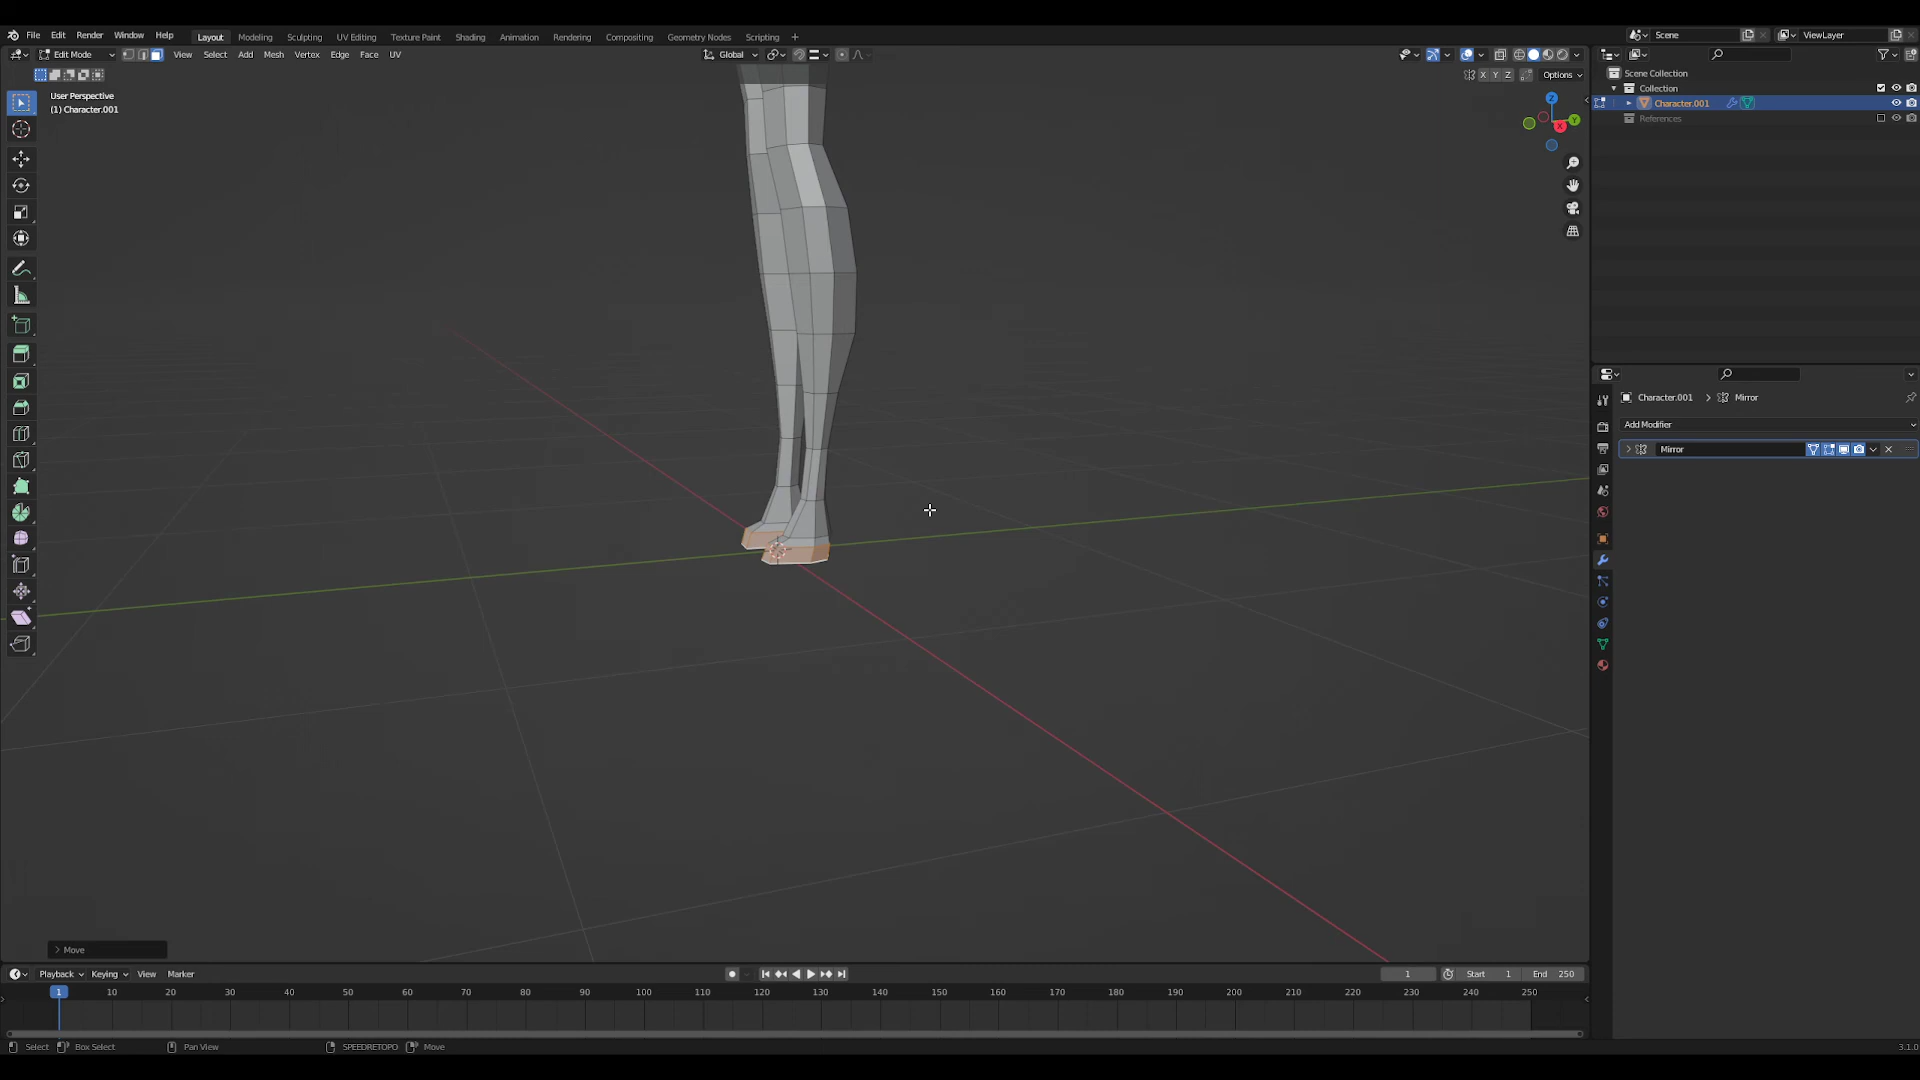 File Edit Render Window Help Layout Modeling Sculpting UV Editing Texture Paint Shading Animation Rendering Compositing Geometry Nodes Scripting + Scene ViewLayer
Edit Mode View Select Add Mesh Vertex Edge Face UV Global
X Y Z Options
User Perspective
(1) Character.001
Z
Y
X
Scene Collection
Collection
Character.001
References
Character.001 > Mirror
Add Modifier
Mirror
> Move
Playback Keying View Marker 1 Start 1 End 250
1 10 20 30 40 50 60 70 80 90 100 110 120 130 140 150 160 170 180 190 200 210 220 230 240 250
Select Box Select Pan View SPEEDRETOPO Move 3.1.0